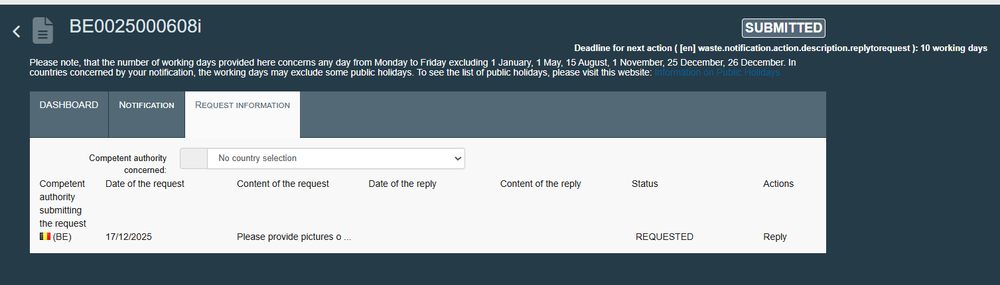 BE0025000608i
SUBMITTED
Deadline for next action ( [en] waste.notification.action.description.replytorequest ): 10 working days
Please note, that the number of working days provided here concerns any day from Monday to Friday excluding 1 January, 1 May, 15 August, 1 November, 25 December, 26 December. In
countries concerned by your notification, the working days may exclude some public holidays. To see the list of public holidays, please visit this website: Information on Public Holidays
DASHBOARD NOTIFICATION REQUEST INFORMATION
Competent authority
concerned:
No country selection
Competent
authority
submitting
the request
Date of the request
Content of the request
Date of the reply
Content of the reply
Status
Actions
(BE) 17/12/2025 Please provide pictures o ... REQUESTED Reply